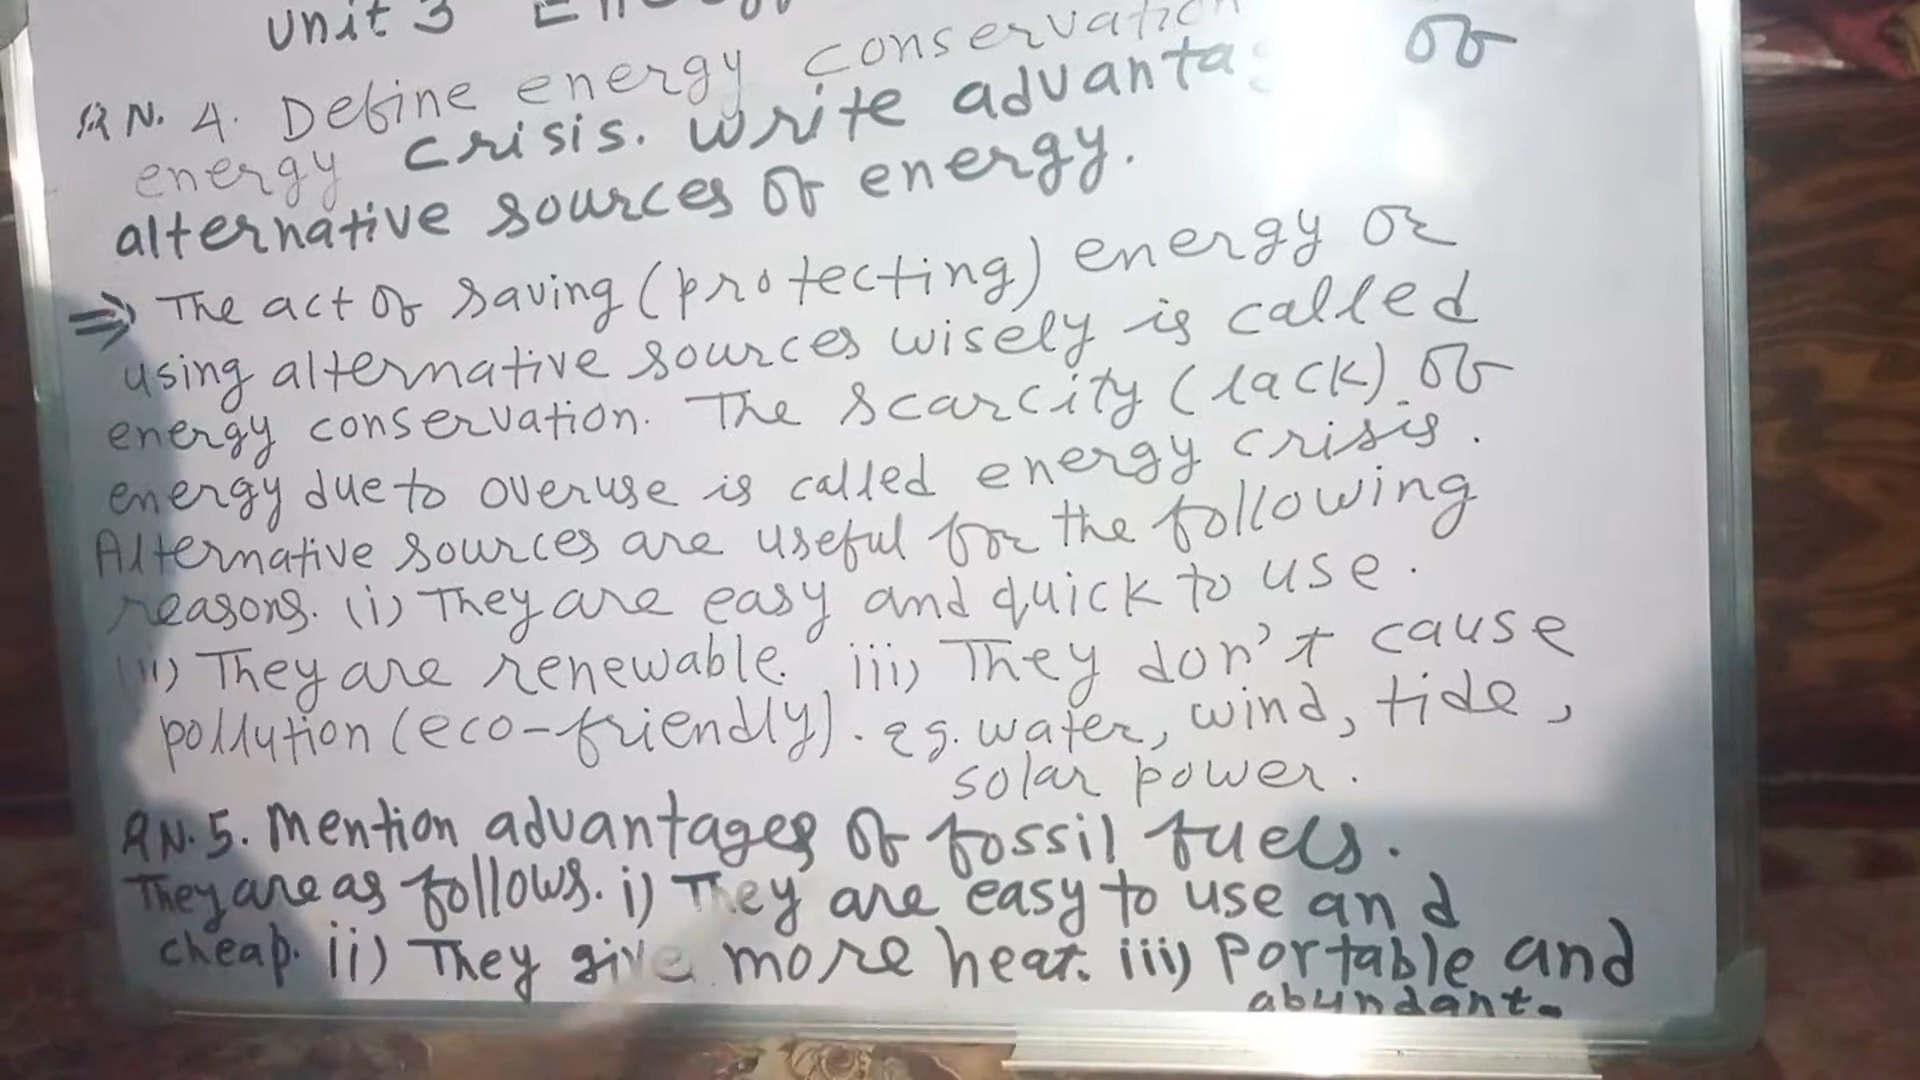 Unit 3
QN. 4. Define energy conservation
energy crisis. Write advanta of
alternative sources of energy.
⇒ The act of saving (protecting) energy or
using alternative sources wisely is called
energy conservation. The scarcity (lack) of
energy due to overuse is called energy crisis.
Alternative sources are useful for the following
reasons. (i) They are easy and quick to use.
(ii) They are renewable. iii) They don't cause
pollution (eco-friendly). eg. water, wind, tide,
solar power.
QN. 5. Mention advantages of fossil fuels.
They are as follows. i) They are easy to use and
cheap. ii) They give more heat. iii) Portable and
abundant.